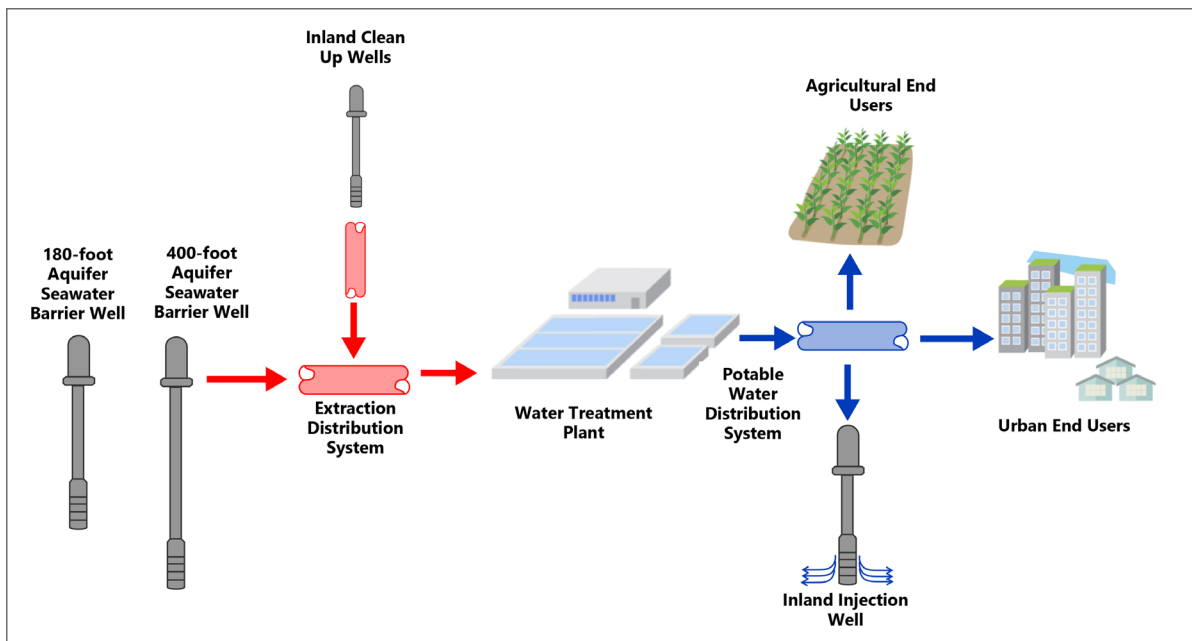 Inland Clean
Up Wells
Agricultural End
Users
180-foot
Aquifer
Seawater
Barrier Well
400-foot
Aquifer
Seawater
Barrier Well
Extraction
Distribution
System
Water Treatment
Plant
Potable
Water
Distribution
System
Urban End Users
Inland Injection
Well